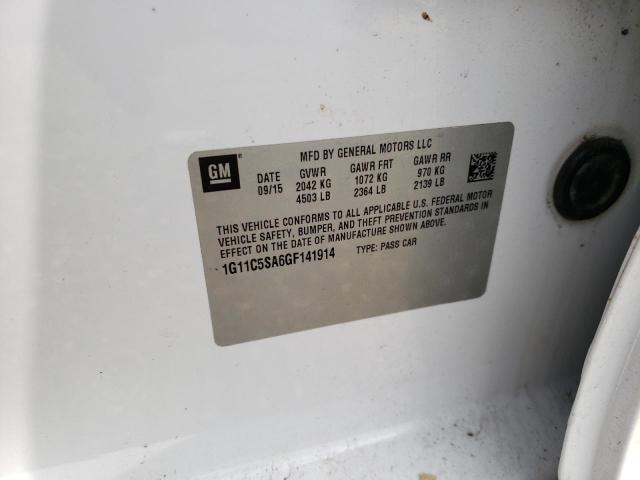 GM
MFD BY GENERAL MOTORS LLC
DATE GVWR GAWR FRT GAWR RR
09/15 2042 KG 1072 KG 970 KG
4503 LB 2364 LB 2139 LB
THIS VEHICLE CONFORMS TO ALL APPLICABLE U.S. FEDERAL MOTOR
VEHICLE SAFETY, BUMPER, AND THEFT PREVENTION STANDARDS IN
EFFECT ON THE DATE OF MANUFACTURE SHOWN ABOVE.
1G11C5SA6GF141914 TYPE: PASS CAR